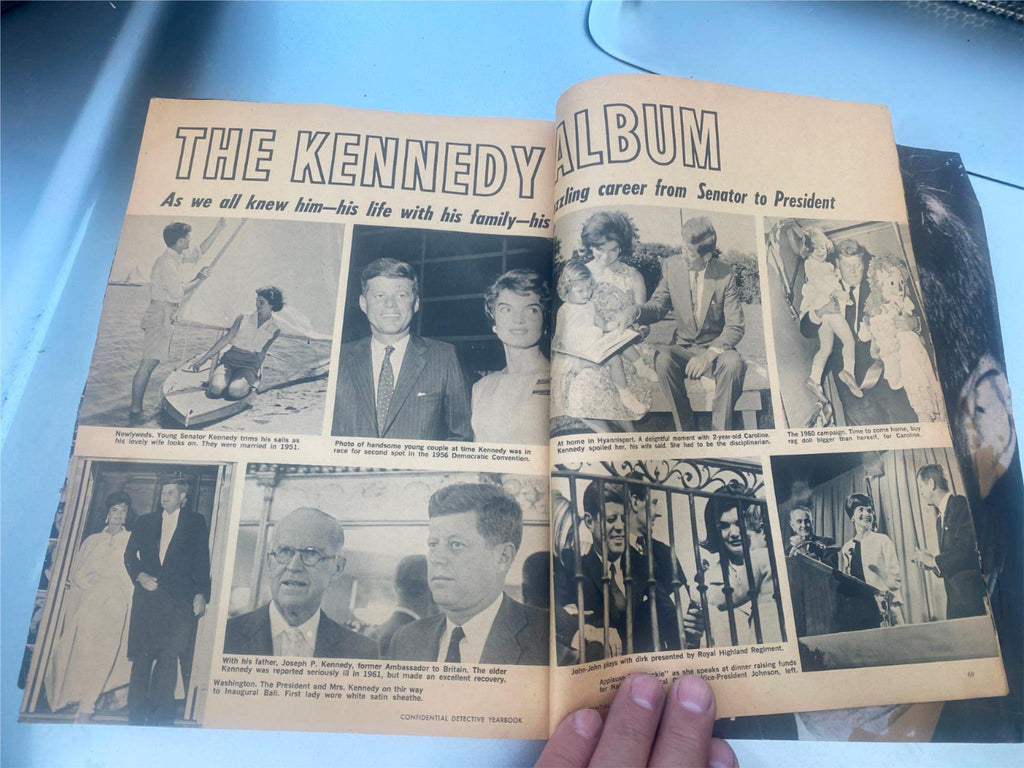 THE KENNEDY ALBUM
As we all knew him—his life with his family—his zling career from Senator to President
Newlyweds. Young Senator Kennedy trims his sails as
his lovely wife looks on. They were married in 1951.
Photo of handsome young couple at time Kennedy was in
race for second spot in the 1956 Democratic Convention.
At home in Hyannisport. A delightful moment with 2-year-old Caroline.
Kennedy spoiled her, his wife said. She had to be the disciplinarian.
The 1960 campaign. Time to come home, buy
rag doll bigger than herself, for Caroline.
With his father, Joseph P. Kennedy, former Ambassador to Britain. The elder
Kennedy was reported seriously ill in 1961, but made an excellent recovery.
Washington. The President and Mrs. Kennedy on thir way
to Inaugural Ball. First lady wore white satin sheathe.
CONFIDENTIAL DETECTIVE YEARBOOK
John-John plays with dirk presented by Royal Highland Regiment.
Applause "kie" as she speaks at dinner raising funds
for Vice-President Johnson, left.
69